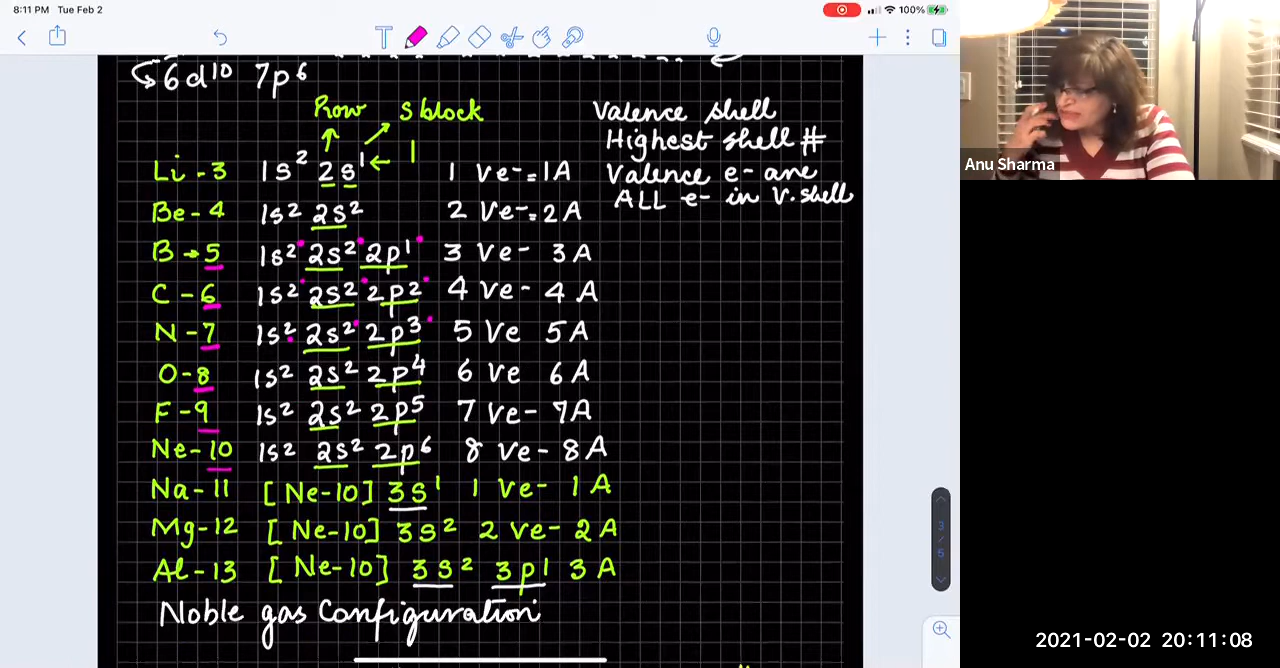 8:11 PM Tue Feb 2
100%
T
6d10 7p6
Row S block
Valence shell
Highest shell #
Valence e- are
ALL e- in V. shell
Li - 3 1s2 2s1 ← 1 1 Ve- = 1A
Be - 4 1s2 2s2 2 Ve- = 2A
B → 5 1s2 2s2 2p1 3 Ve- 3A
C - 6 1s2 2s2 2p2 4 Ve- 4A
N - 7 1s2 2s2 2p3 5 Ve 5A
O - 8 1s2 2s2 2p4 6 Ve 6A
F - 9 1s2 2s2 2p5 7 Ve- 7A
Ne - 10 1s2 2s2 2p6 8 Ve- 8A
Na - 11 [Ne-10] 3s1 1 Ve- 1A
Mg - 12 [Ne-10] 3s2 2 Ve- 2A
Al - 13 [Ne-10] 3s2 3p1 3A
Noble gas Configuration
Anu Sharma
3
/
5
2021-02-02 20:11:08